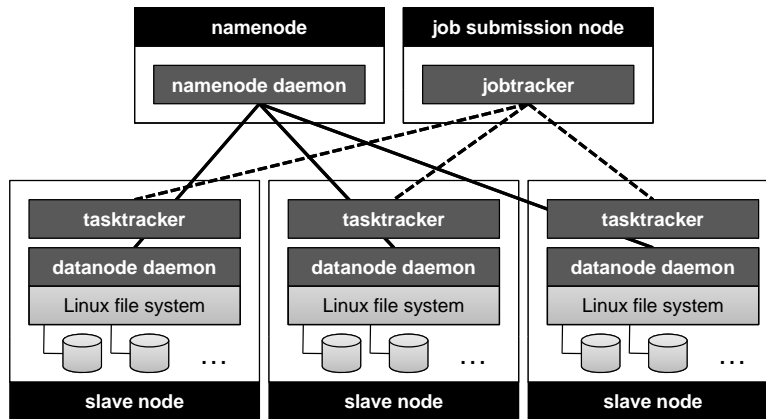 namenode
job submission node
namenode daemon
jobtracker
tasktracker
tasktracker
tasktracker
datanode daemon
datanode daemon
datanode daemon
Linux file system
Linux file system
Linux file system
...
...
...
slave node
slave node
slave node